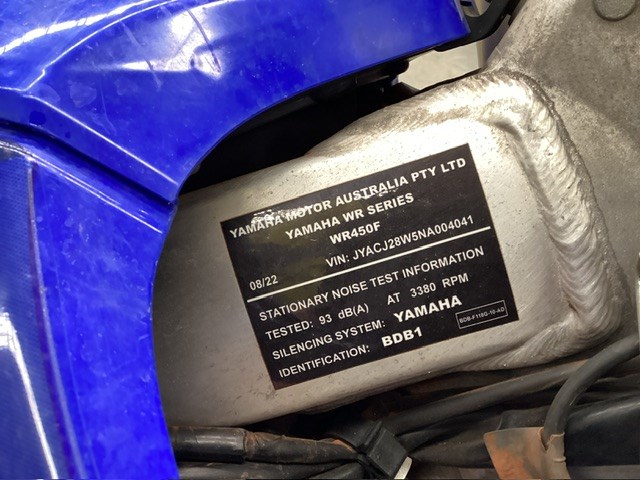 YAMAHA MOTOR AUSTRALIA PTY LTD
YAMAHA WR SERIES
WR450F
08/22 VIN: JYACJ28W5NA004041
STATIONARY NOISE TEST INFORMATION
TESTED: 93 dB(A) AT 3380 RPM
SILENCING SYSTEM: YAMAHA
IDENTIFICATION: BDB1